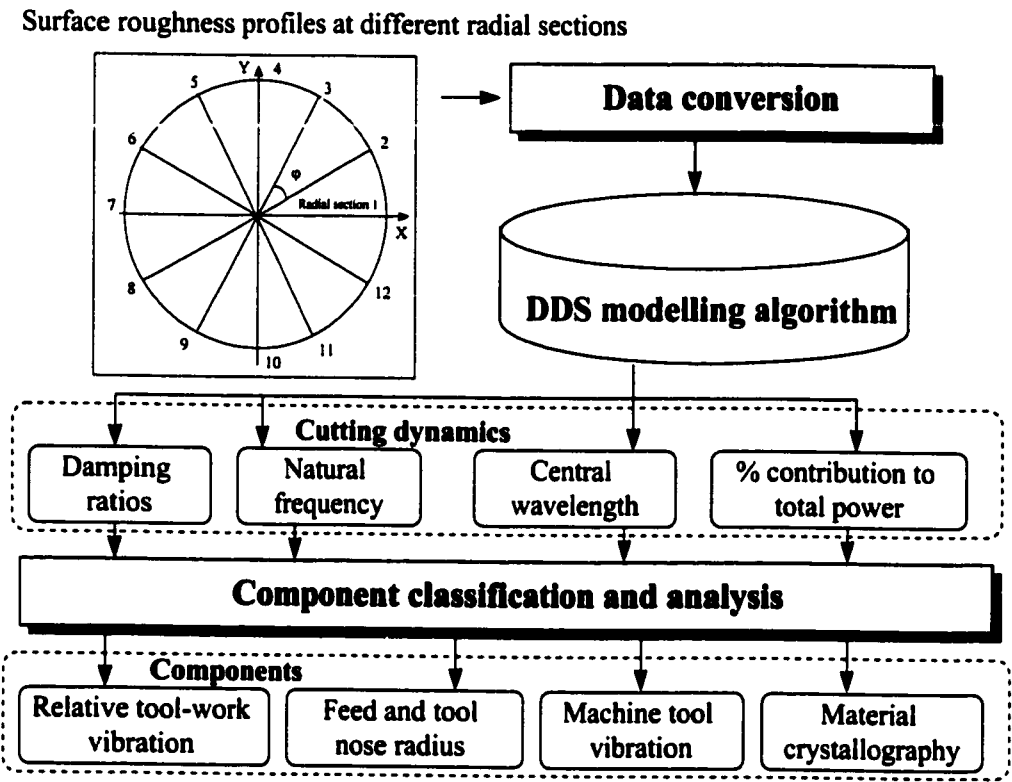 Surface roughness profiles at different radial sections
Y
4
5
3
6
2
φ
7
Radial section 1
X
8
12
9
11
10
Data conversion
DDS modelling algorithm
Cutting dynamics
Damping
ratios
Natural
frequency
Central
wavelength
% contribution to
total power
Component classification and analysis
Components
Relative tool-work
vibration
Feed and tool
nose radius
Machine tool
vibration
Material
crystallography